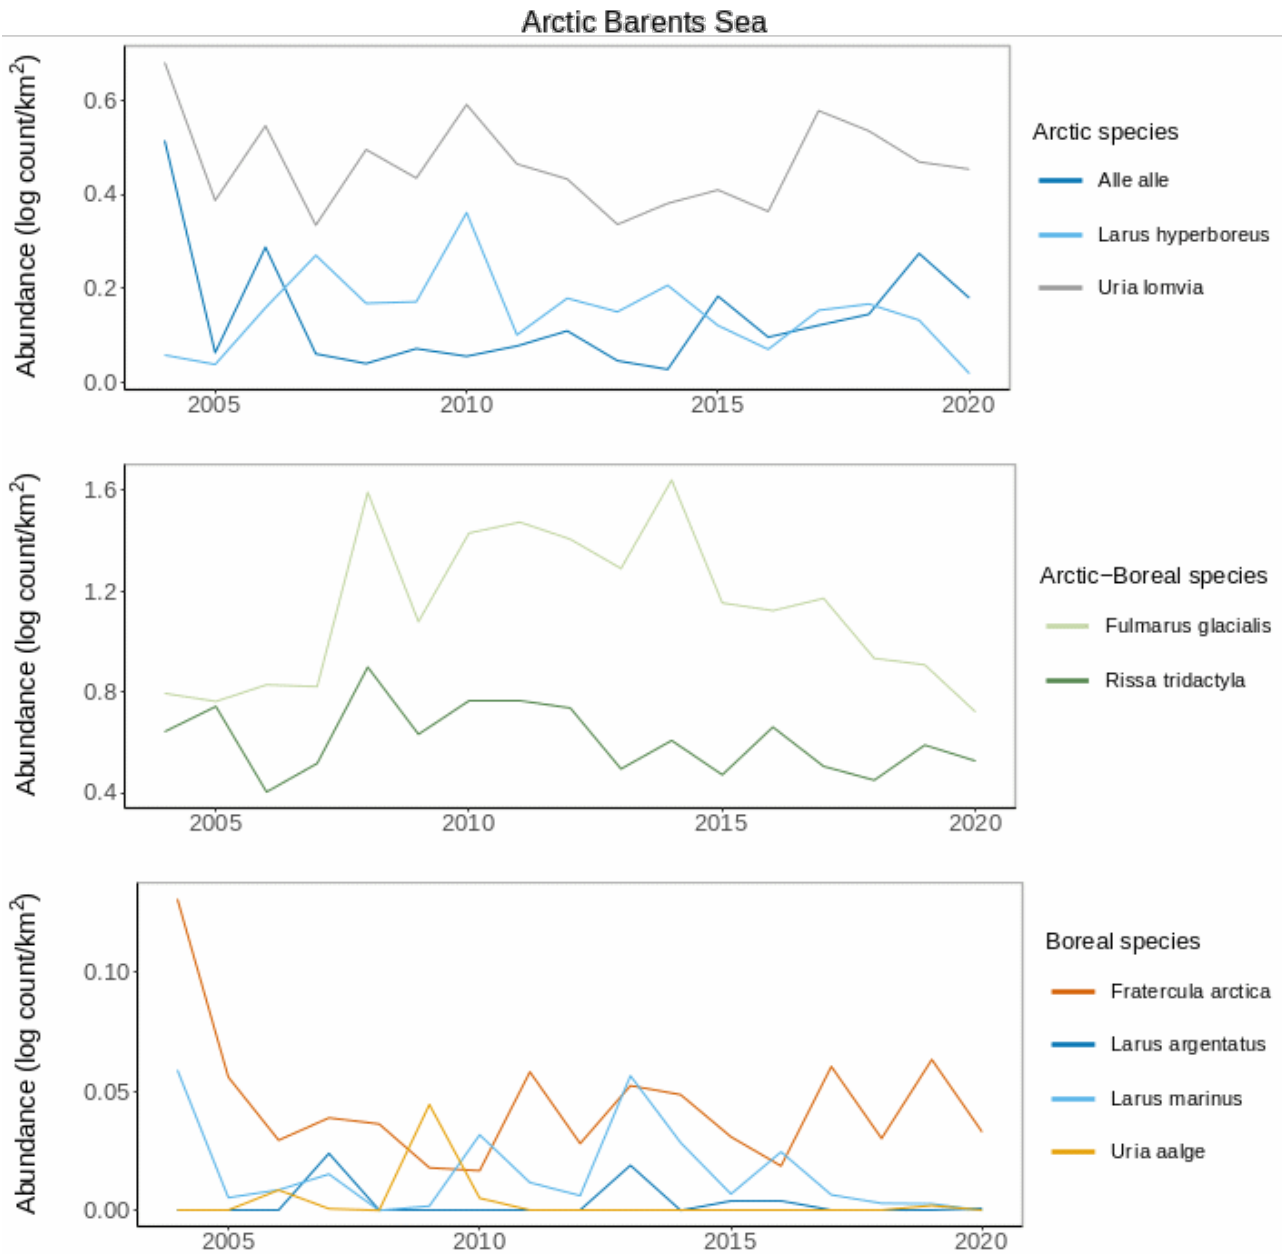 Arctic Barents Sea
Abundance (log count/km²)
0.6
0.4
0.2
0.0
2005 2010 2015 2020
Arctic species
Alle alle
Larus hyperboreus
Uria lomvia
Abundance (log count/km²)
1.6
1.2
0.8
0.4
2005 2010 2015 2020
Arctic−Boreal species
Fulmarus glacialis
Rissa tridactyla
Abundance (log count/km²)
0.10
0.05
0.00
2005 2010 2015 2020
Boreal species
Fratercula arctica
Larus argentatus
Larus marinus
Uria aalge